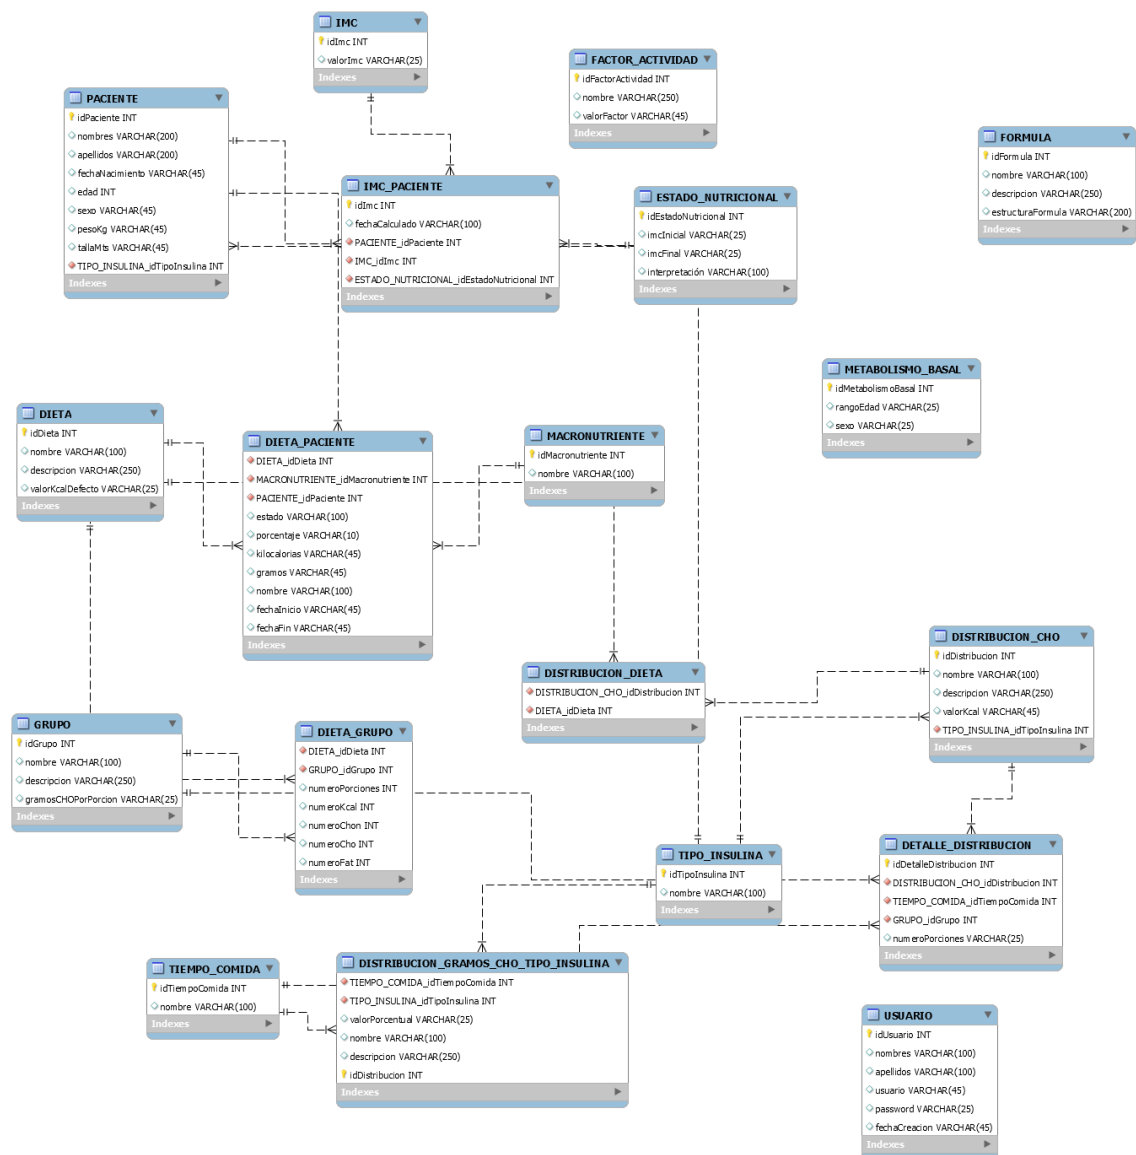 IMC
idImc INT
valorImc VARCHAR(25)
Indexes
FACTOR_ACTIVIDAD
idFactorActividad INT
nombre VARCHAR(250)
valorFactor VARCHAR(45)
Indexes
PACIENTE
idPaciente INT
nombres VARCHAR(200)
apellidos VARCHAR(200)
fechaNacimiento VARCHAR(45)
edad INT
sexo VARCHAR(45)
pesoKg VARCHAR(45)
tallaMts VARCHAR(45)
TIPO_INSULINA_idTipoInsulina INT
Indexes
FORMULA
idFormula INT
nombre VARCHAR(100)
descripcion VARCHAR(250)
estructuraFormula VARCHAR(200)
Indexes
IMC_PACIENTE
idImc INT
fechaCalculado VARCHAR(100)
PACIENTE_idPaciente INT
IMC_idImc INT
ESTADO_NUTRICIONAL_idEstadoNutricional INT
Indexes
ESTADO_NUTRICIONAL
idEstadoNutricional INT
imcInicial VARCHAR(25)
imcFinal VARCHAR(25)
interpretación VARCHAR(100)
Indexes
METABOLISMO_BASAL
idMetabolismoBasal INT
rangoEdad VARCHAR(25)
sexo VARCHAR(25)
Indexes
DIETA
idDieta INT
nombre VARCHAR(100)
descripcion VARCHAR(250)
valorKcalDefecto VARCHAR(25)
Indexes
DIETA_PACIENTE
DIETA_idDieta INT
MACRONUTRIENTE_idMacronutriente INT
PACIENTE_idPaciente INT
estado VARCHAR(100)
porcentaje VARCHAR(10)
kilocalorias VARCHAR(45)
gramos VARCHAR(45)
nombre VARCHAR(100)
fechaInicio VARCHAR(45)
fechaFin VARCHAR(45)
Indexes
MACRONUTRIENTE
idMacronutriente INT
nombre VARCHAR(100)
Indexes
DISTRIBUCION_CHO
idDistribucion INT
nombre VARCHAR(100)
descripcion VARCHAR(250)
valorKcal VARCHAR(45)
TIPO_INSULINA_idTipoInsulina INT
Indexes
DISTRIBUCION_DIETA
DISTRIBUCION_CHO_idDistribucion INT
DIETA_idDieta INT
Indexes
GRUPO
idGrupo INT
nombre VARCHAR(100)
descripcion VARCHAR(250)
gramosCHOPorPorcion VARCHAR(25)
Indexes
DIETA_GRUPO
DIETA_idDieta INT
GRUPO_idGrupo INT
numeroPorciones INT
numeroKcal INT
numeroChon INT
numeroCho INT
numeroFat INT
Indexes
TIPO_INSULINA
idTipoInsulina INT
nombre VARCHAR(100)
Indexes
DETALLE_DISTRIBUCION
idDetalleDistribucion INT
DISTRIBUCION_CHO_idDistribucion INT
TIEMPO_COMIDA_idTiempoComida INT
GRUPO_idGrupo INT
numeroPorciones VARCHAR(25)
Indexes
TIEMPO_COMIDA
idTiempoComida INT
nombre VARCHAR(100)
Indexes
DISTRIBUCION_GRAMOS_CHO_TIPO_INSULINA
TIEMPO_COMIDA_idTiempoComida INT
TIPO_INSULINA_idTipoInsulina INT
valorPorcentual VARCHAR(25)
nombre VARCHAR(100)
descripcion VARCHAR(250)
idDistribucion INT
Indexes
USUARIO
idUsuario INT
nombres VARCHAR(100)
apellidos VARCHAR(100)
usuario VARCHAR(45)
password VARCHAR(25)
fechaCreacion VARCHAR(45)
Indexes